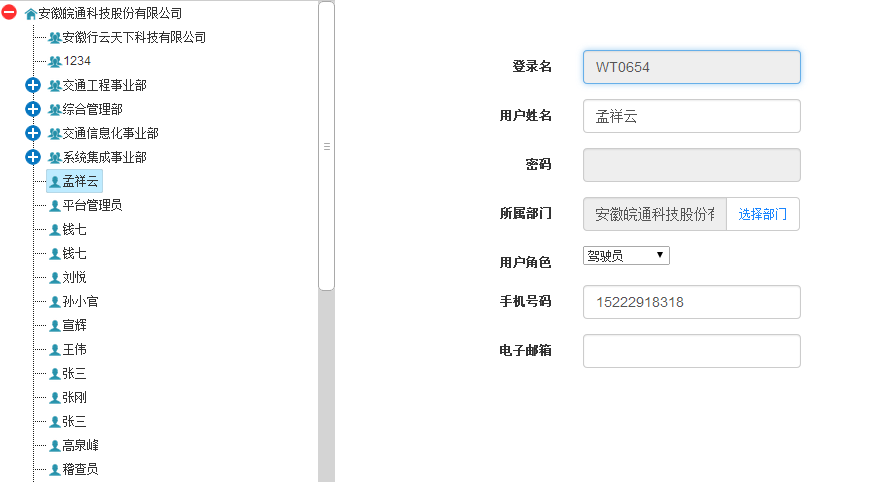 安徽皖通科技股份有限公司
安徽行云天下科技有限公司
1234
交通工程事业部
综合管理部
交通信息化事业部
系统集成事业部
孟祥云
平台管理员
钱七
钱七
刘悦
孙小官
宣辉
王伟
张三
张刚
张三
高泉峰
稽查员
登录名 WT0654
用户姓名 孟祥云
密码
所属部门 安徽皖通科技股份有 选择部门
用户角色 驾驶员
手机号码 15222918318
电子邮箱